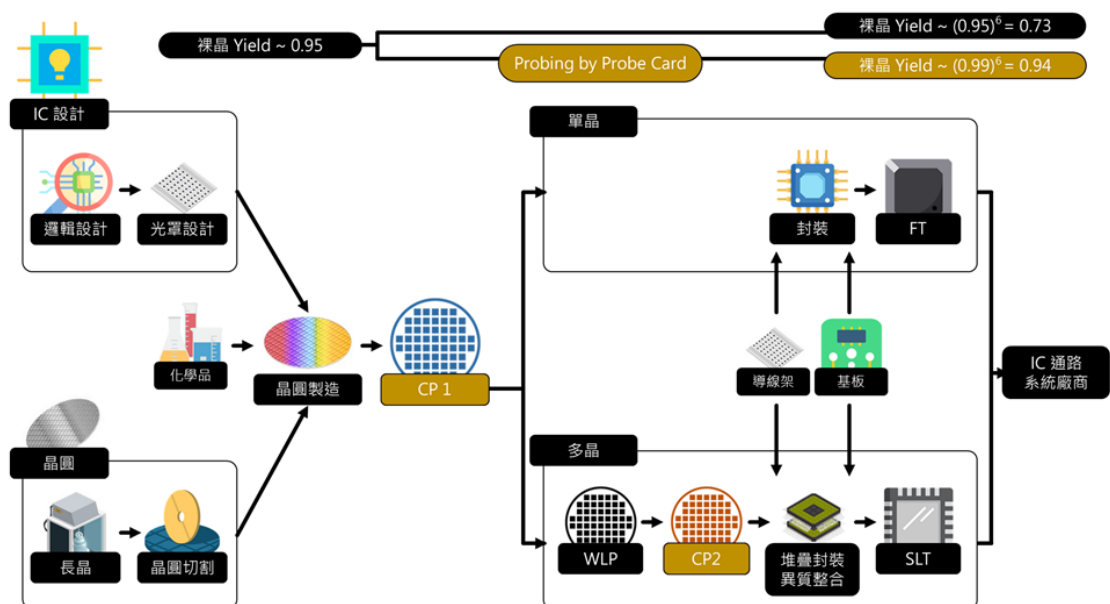 裸晶 Yield ~ 0.95
裸晶 Yield ~ (0.95)⁶ = 0.73
Probing by Probe Card
裸晶 Yield ~ (0.99)⁶ = 0.94
IC 設計
邏輯設計
光罩設計
單晶
封裝
FT
化學品
晶圓製造
CP 1
導線架
基板
IC 通路
系統廠商
晶圓
長晶
晶圓切割
多晶
WLP
CP2
堆疊封裝
異質整合
SLT